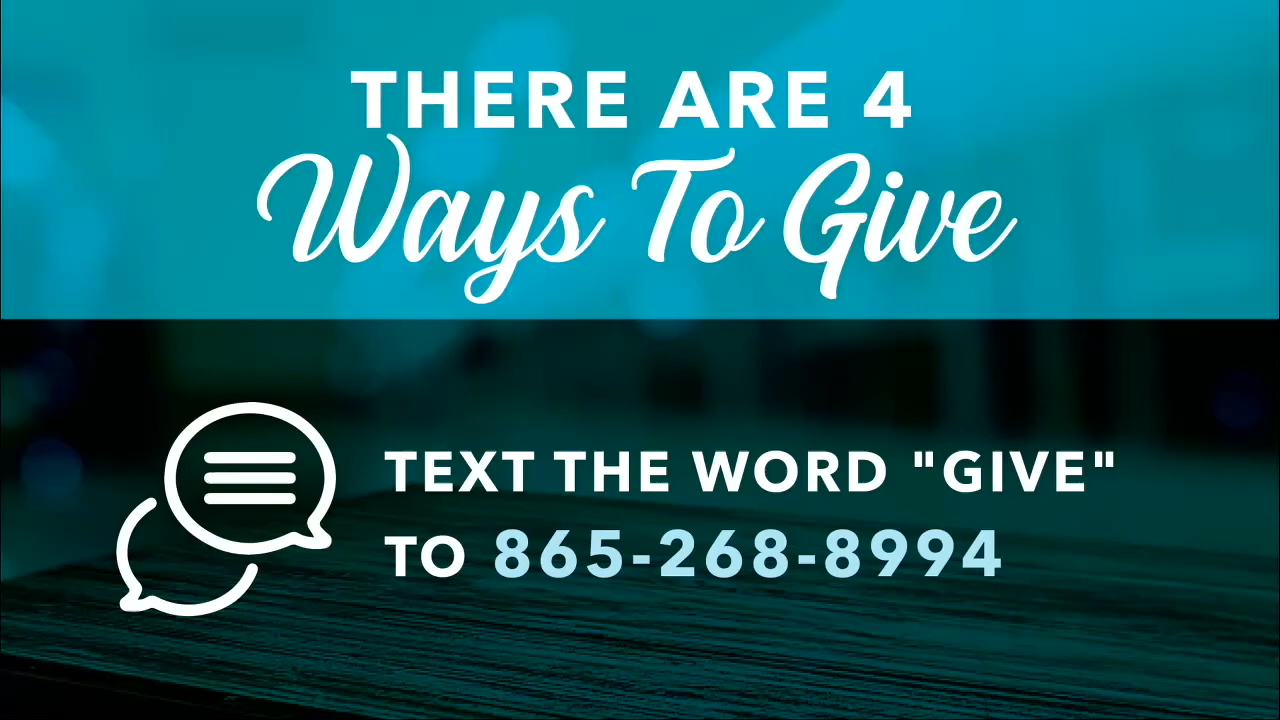 THERE ARE 4
Ways To Give
TEXT THE WORD "GIVE"
TO 865-268-8994